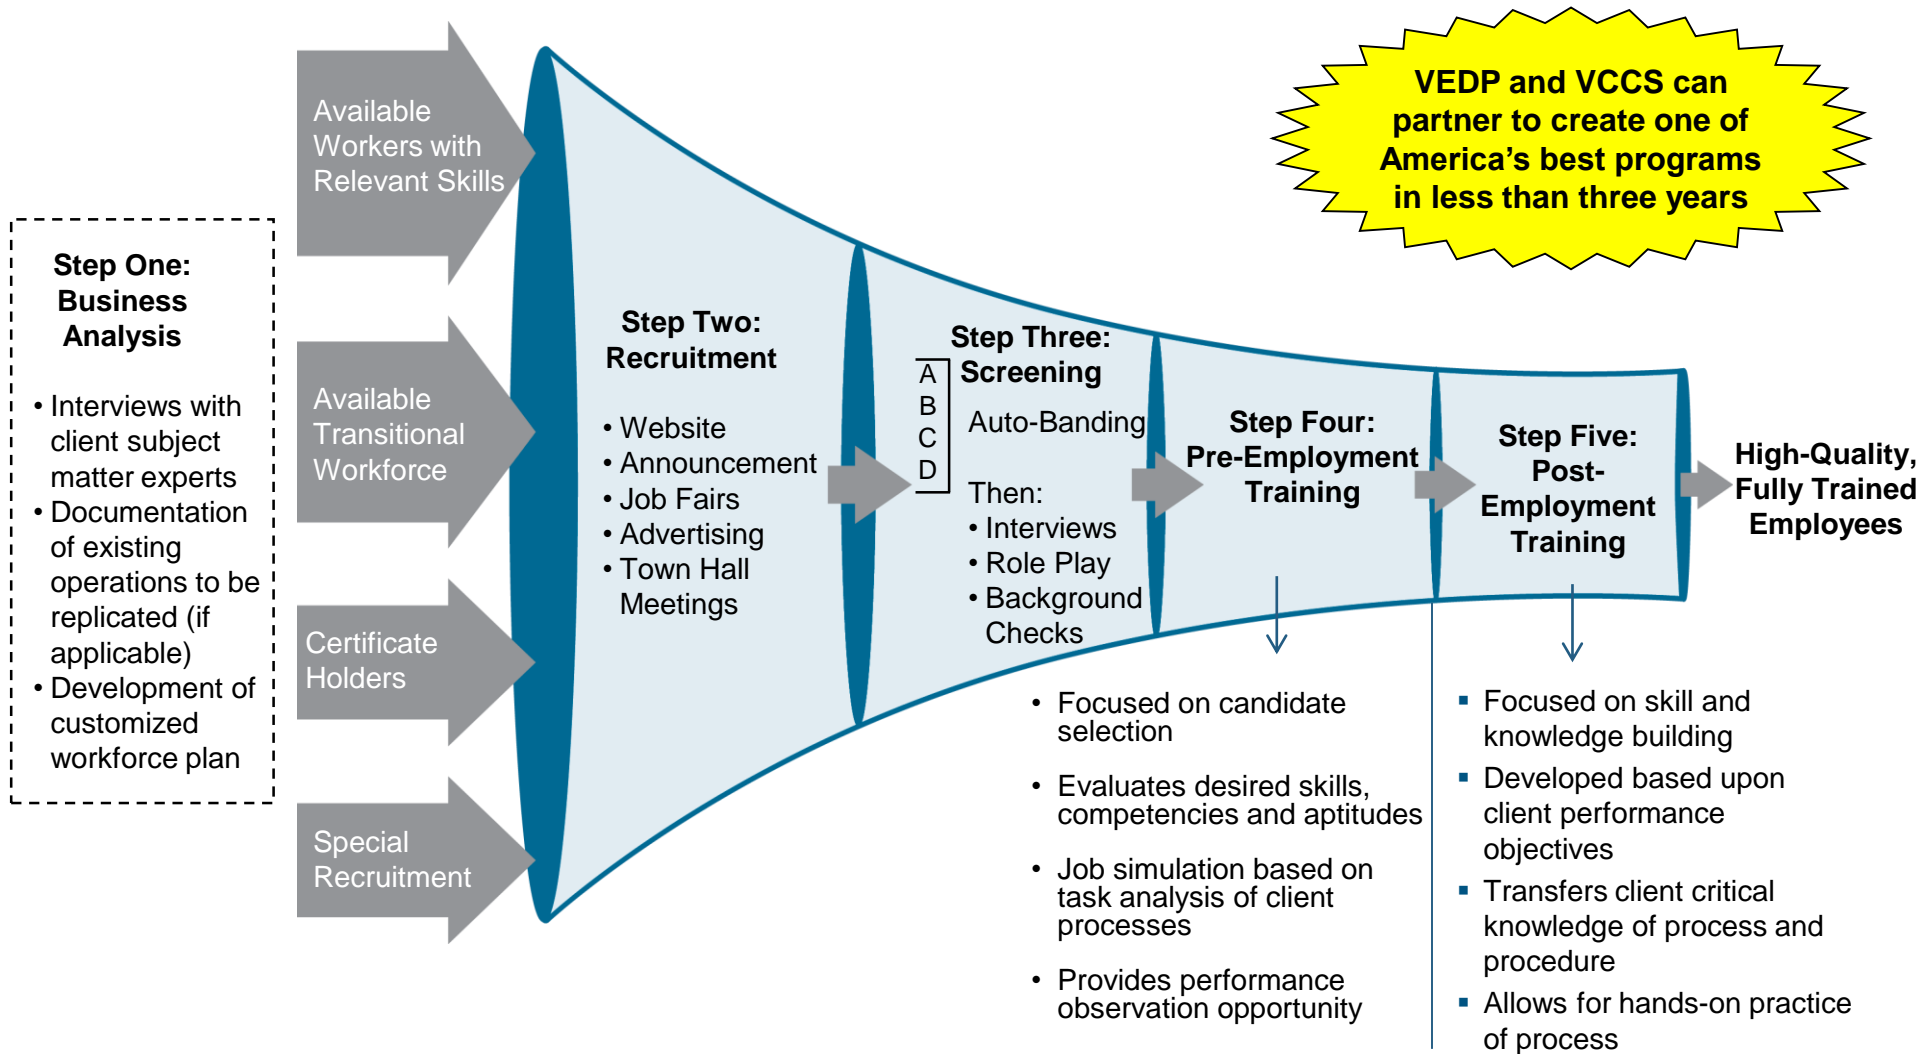 VEDP and VCCS can
partner to create one of
America's best programs
in less than three years
Step One:
Business
Analysis
• Interviews with
client subject
matter experts
• Documentation
of existing
operations to be
replicated (if
applicable)
• Development of
customized
workforce plan
Available
Workers with
Relevant Skills
Available
Transitional
Workforce
Certificate
Holders
Special
Recruitment
Step Two:
Recruitment
• Website
• Announcement
• Job Fairs
• Advertising
• Town Hall
Meetings
Step Three:
Screening
A
B
C
D
Auto-Banding
Then:
• Interviews
• Role Play
• Background
Checks
Step Four:
Pre-Employment
Training
• Focused on candidate
selection
• Evaluates desired skills,
competencies and aptitudes
• Job simulation based on
task analysis of client
processes
• Provides performance
observation opportunity
Step Five:
Post-
Employment
Training
▪ Focused on skill and
knowledge building
▪ Developed based upon
client performance
objectives
▪ Transfers client critical
knowledge of process and
procedure
▪ Allows for hands-on practice
of process
High-Quality,
Fully Trained
Employees